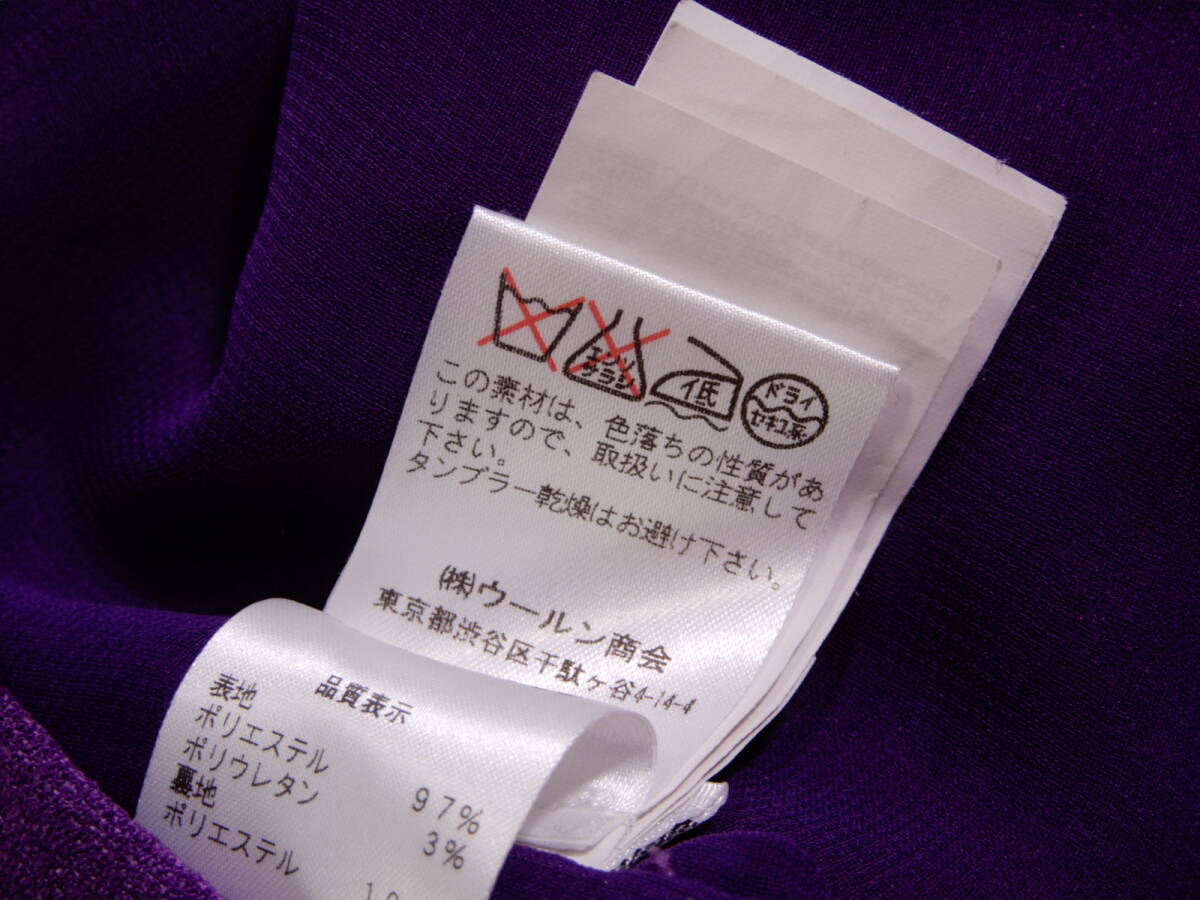 エンソ
サラシ
低
ドライ
セキユ系
この素材は、色落ちの性質があ
りますので、取扱いに注意して
下さい。
タンブラー乾燥はお避け下さい。
(株)ウールン商会
東京都渋谷区千駄ヶ谷4-14-4
品質表示
表地
ポリエステル 97%
ポリウレタン 3%
裏地
ポリエステル